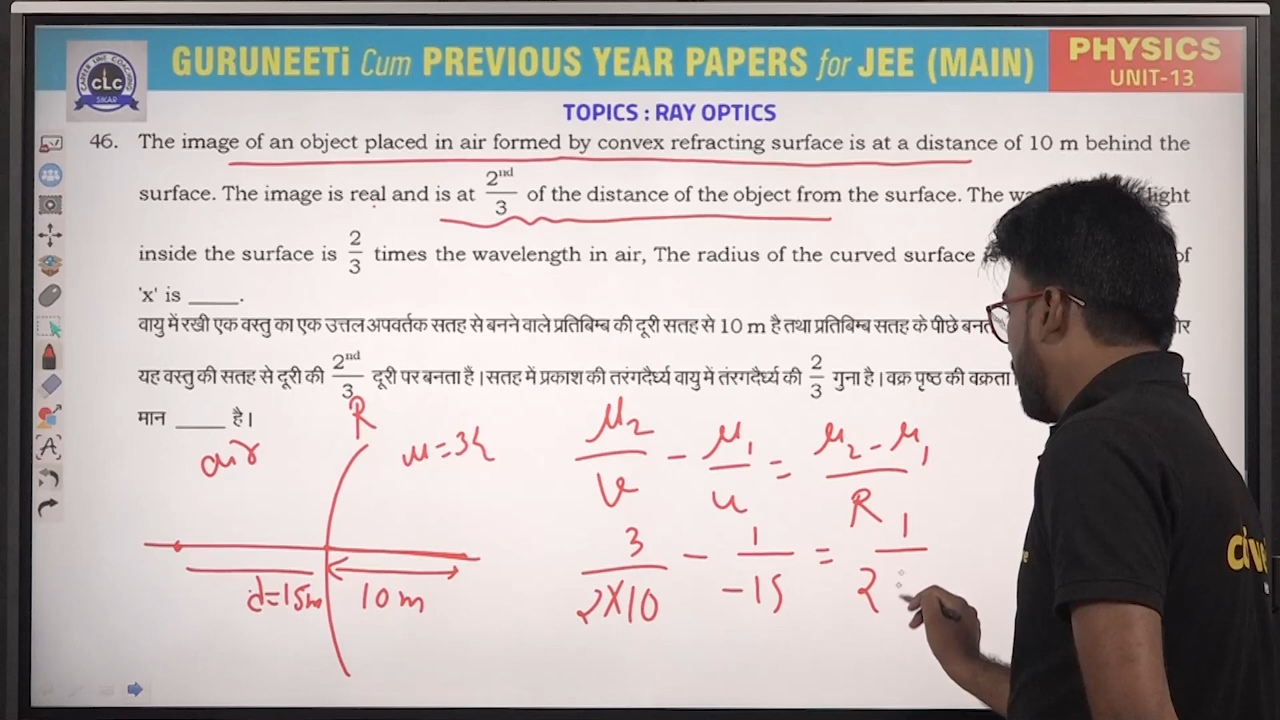 GURUNEETi Cum PREVIOUS YEAR PAPERS for JEE (MAIN)
PHYSICS
UNIT-13
CLC
SIKAR
TOPICS : RAY OPTICS
46. The image of an object placed in air formed by convex refracting surface is at a distance of 10 m behind the
surface. The image is real and is at 2nd/3 of the distance of the object from the surface. The light
inside the surface is 2/3 times the wavelength in air, The radius of the curved surface of
'x' is ____.
वायु में रखी एक वस्तु का एक उत्तल अपवर्तक सतह से बनने वाले प्रतिबिम्ब की दूरी सतह से 10 m है तथा प्रतिबिम्ब सतह के पीछे
यह वस्तु की सतह से दूरी की 2nd/3 दूरी पर बनता है। सतह में प्रकाश की तरंगदैर्ध्य वायु में तरंगदैर्ध्य की 2/3 गुना है। वक्र पृष्ठ की वक्रता
मान ____ है।
air
R
μ₂/v - μ₁/u = μ₂-μ₁/R
3/2×10 - 1/-15 = 1/2
d=15m
10 m